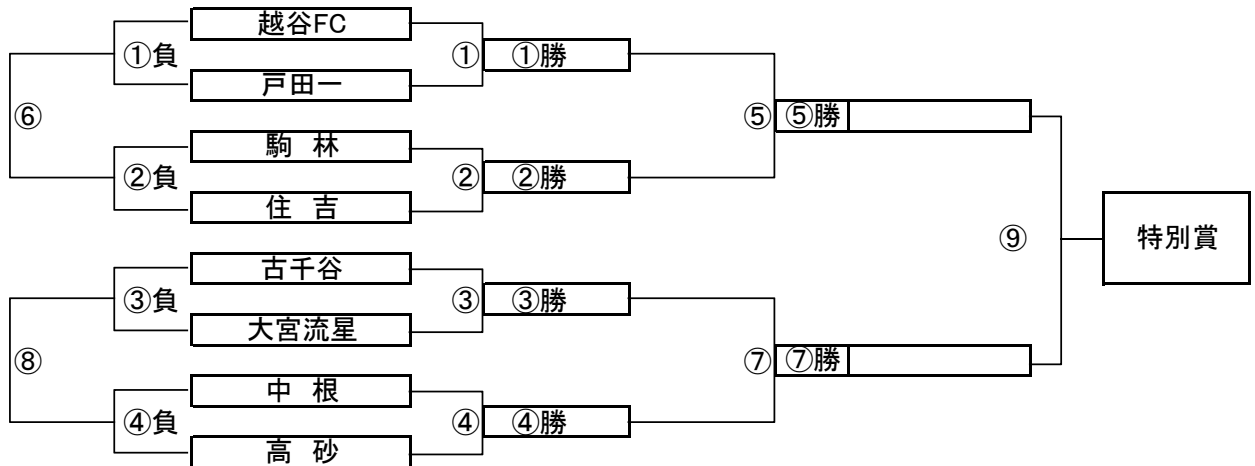 越谷FC
①負 ① ①勝
戸田一
⑥ ⑤ ⑤勝
駒 林
②負 ② ②勝
住 吉
⑨ 特別賞
古千谷
③負 ③ ③勝
大宮流星
⑧ ⑦ ⑦勝
中 根
④負 ④ ④勝
高 砂